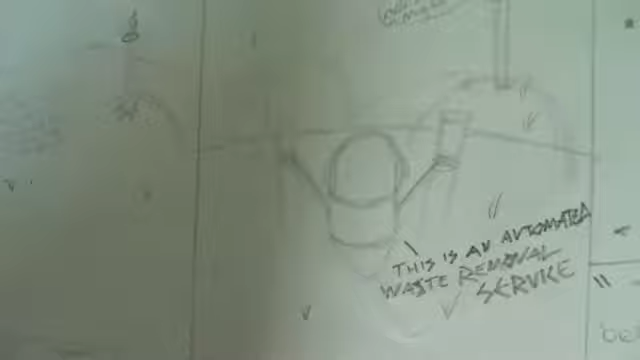 THIS IS AN AUTOMATED
WASTE REMOVAL
SERVICE